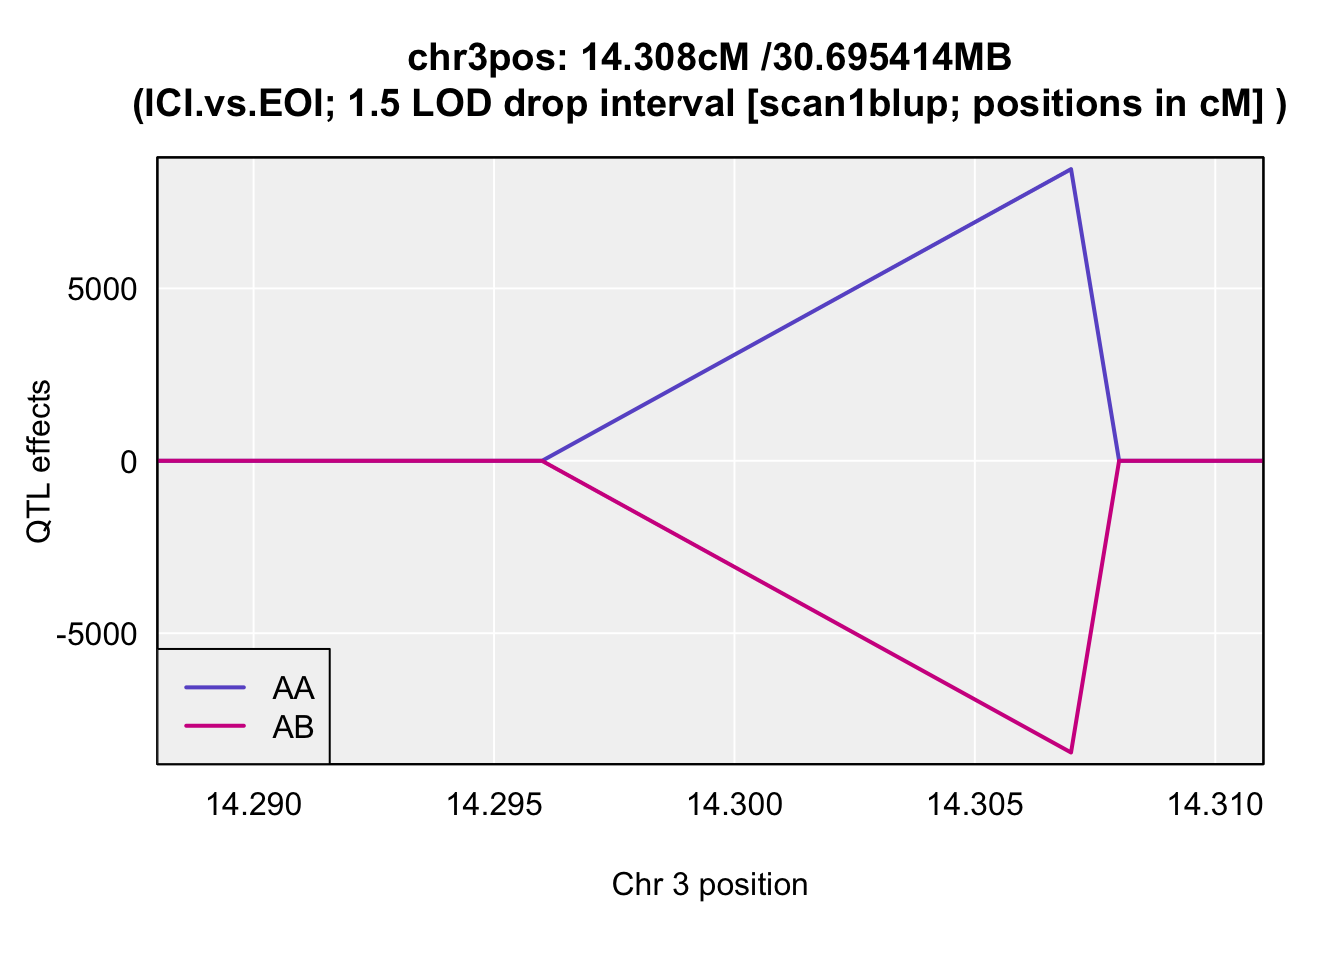 chr3pos: 14.308cM /30.695414MB
(ICI.vs.EOI; 1.5 LOD drop interval [scan1blup; positions in cM] )
QTL effects
5000
0
-5000
AA
AB
14.290 14.295 14.300 14.305 14.310
Chr 3 position